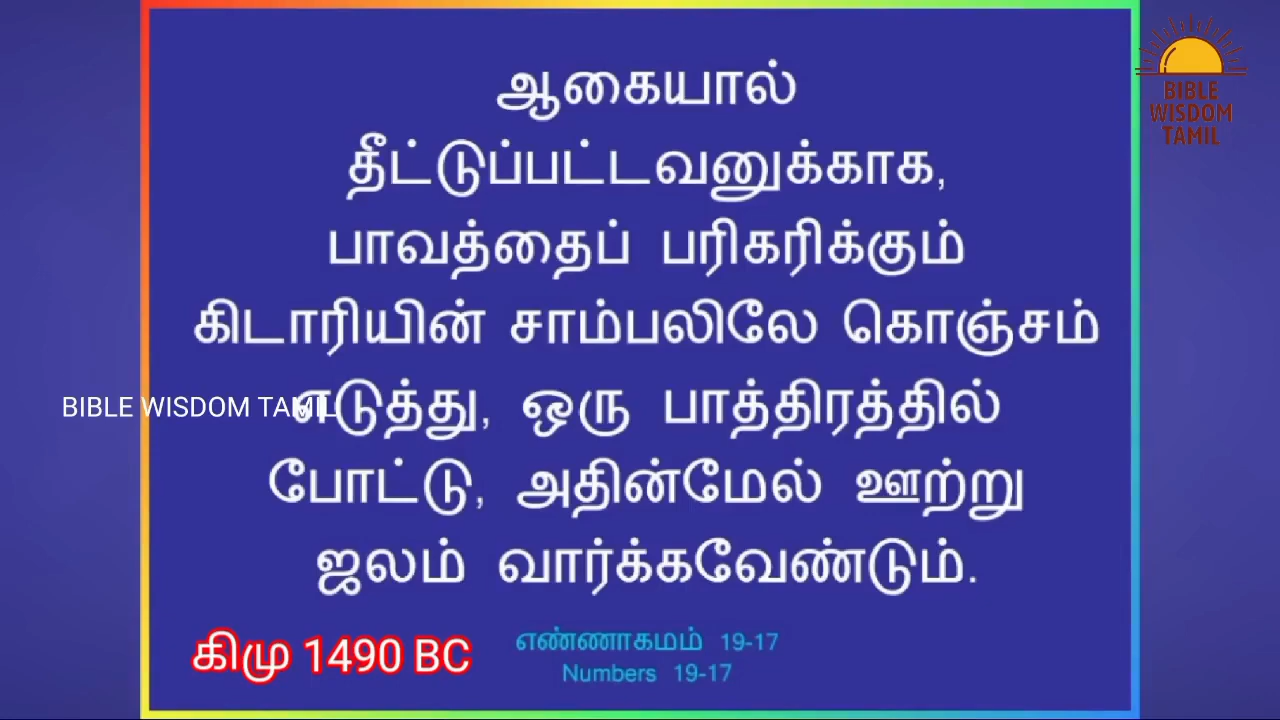 ஆகையால்
தீட்டுப்பட்டவனுக்காக,
பாவத்தைப் பரிகரிக்கும்
கிடாரியின் சாம்பலிலே கொஞ்சம்
எடுத்து, ஒரு பாத்திரத்தில்
போட்டு, அதின்மேல் ஊற்று
ஜலம் வார்க்கவேண்டும்.
எண்ணாகமம் 19-17
Numbers 19-17
கிமு 1490 BC
BIBLE WISDOM TAMIL
BIBLE
WISDOM
TAMIL